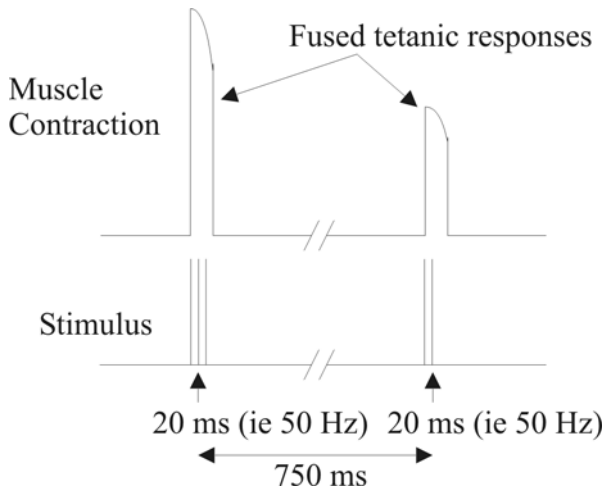 Fused tetanic responses
Muscle
Contraction
Stimulus
20 ms (ie 50 Hz) 20 ms (ie 50 Hz)
750 ms